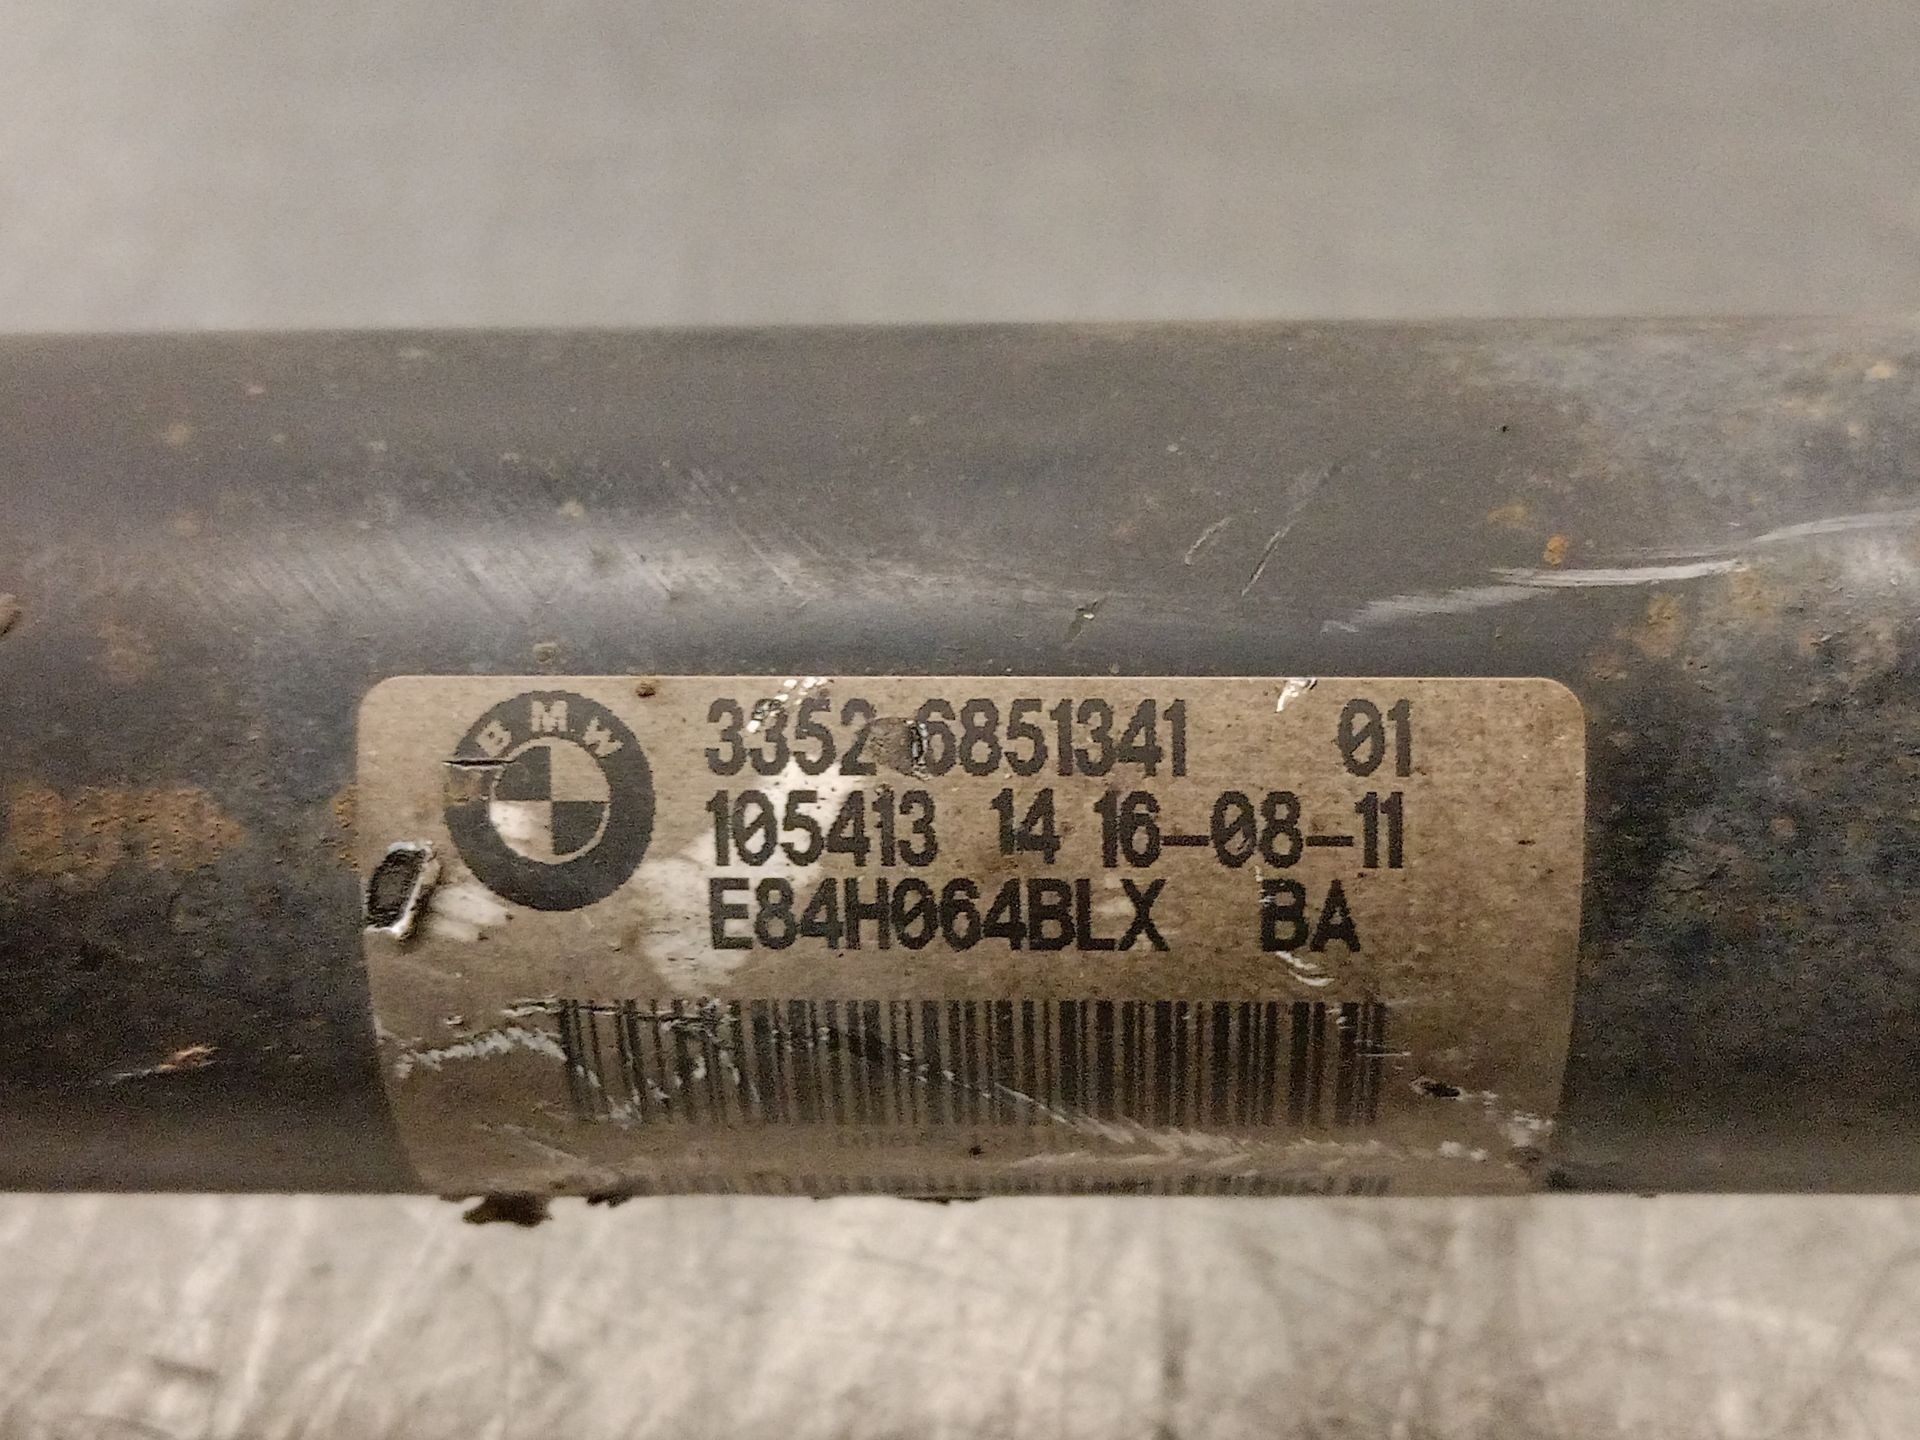 BMW
3352 6851341 01
105413 14 16-08-11
E84H064BLX BA